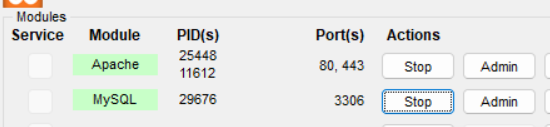 Modules
Service Module PID(s) Port(s) Actions
Apache 25448 11612 80, 443 Stop Admin
MySQL 29676 3306 Stop Admin